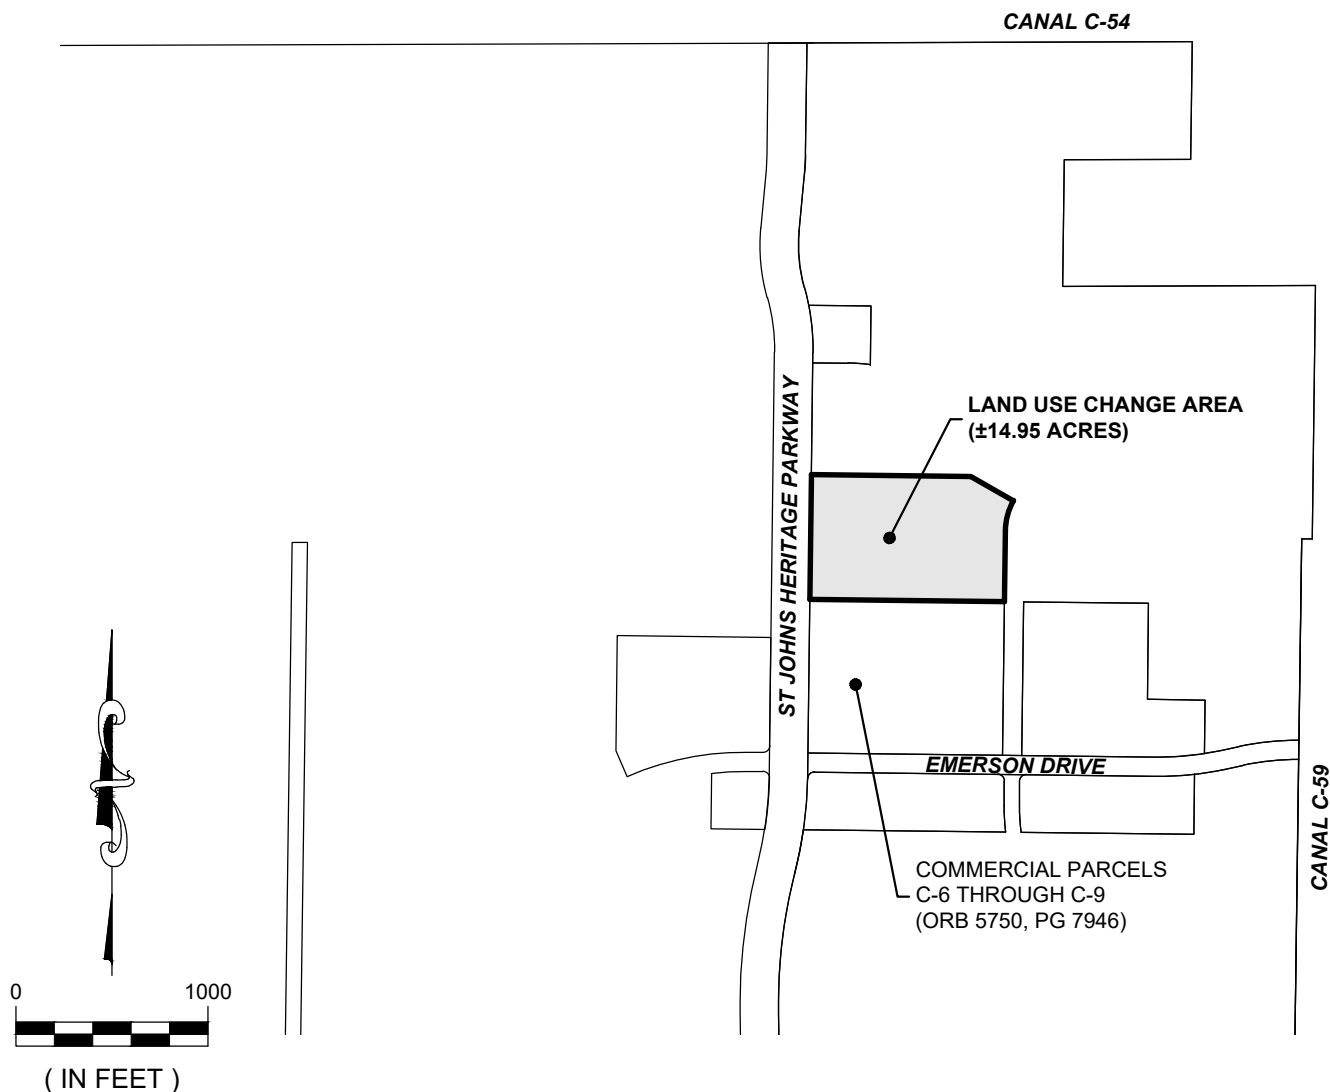 CANAL C-54
LAND USE CHANGE AREA
(±14.95 ACRES)
ST JOHNS HERITAGE PARKWAY
EMERSON DRIVE
CANAL C-59
COMMERCIAL PARCELS
C-6 THROUGH C-9
(ORB 5750, PG 7946)
0 1000
( IN FEET )